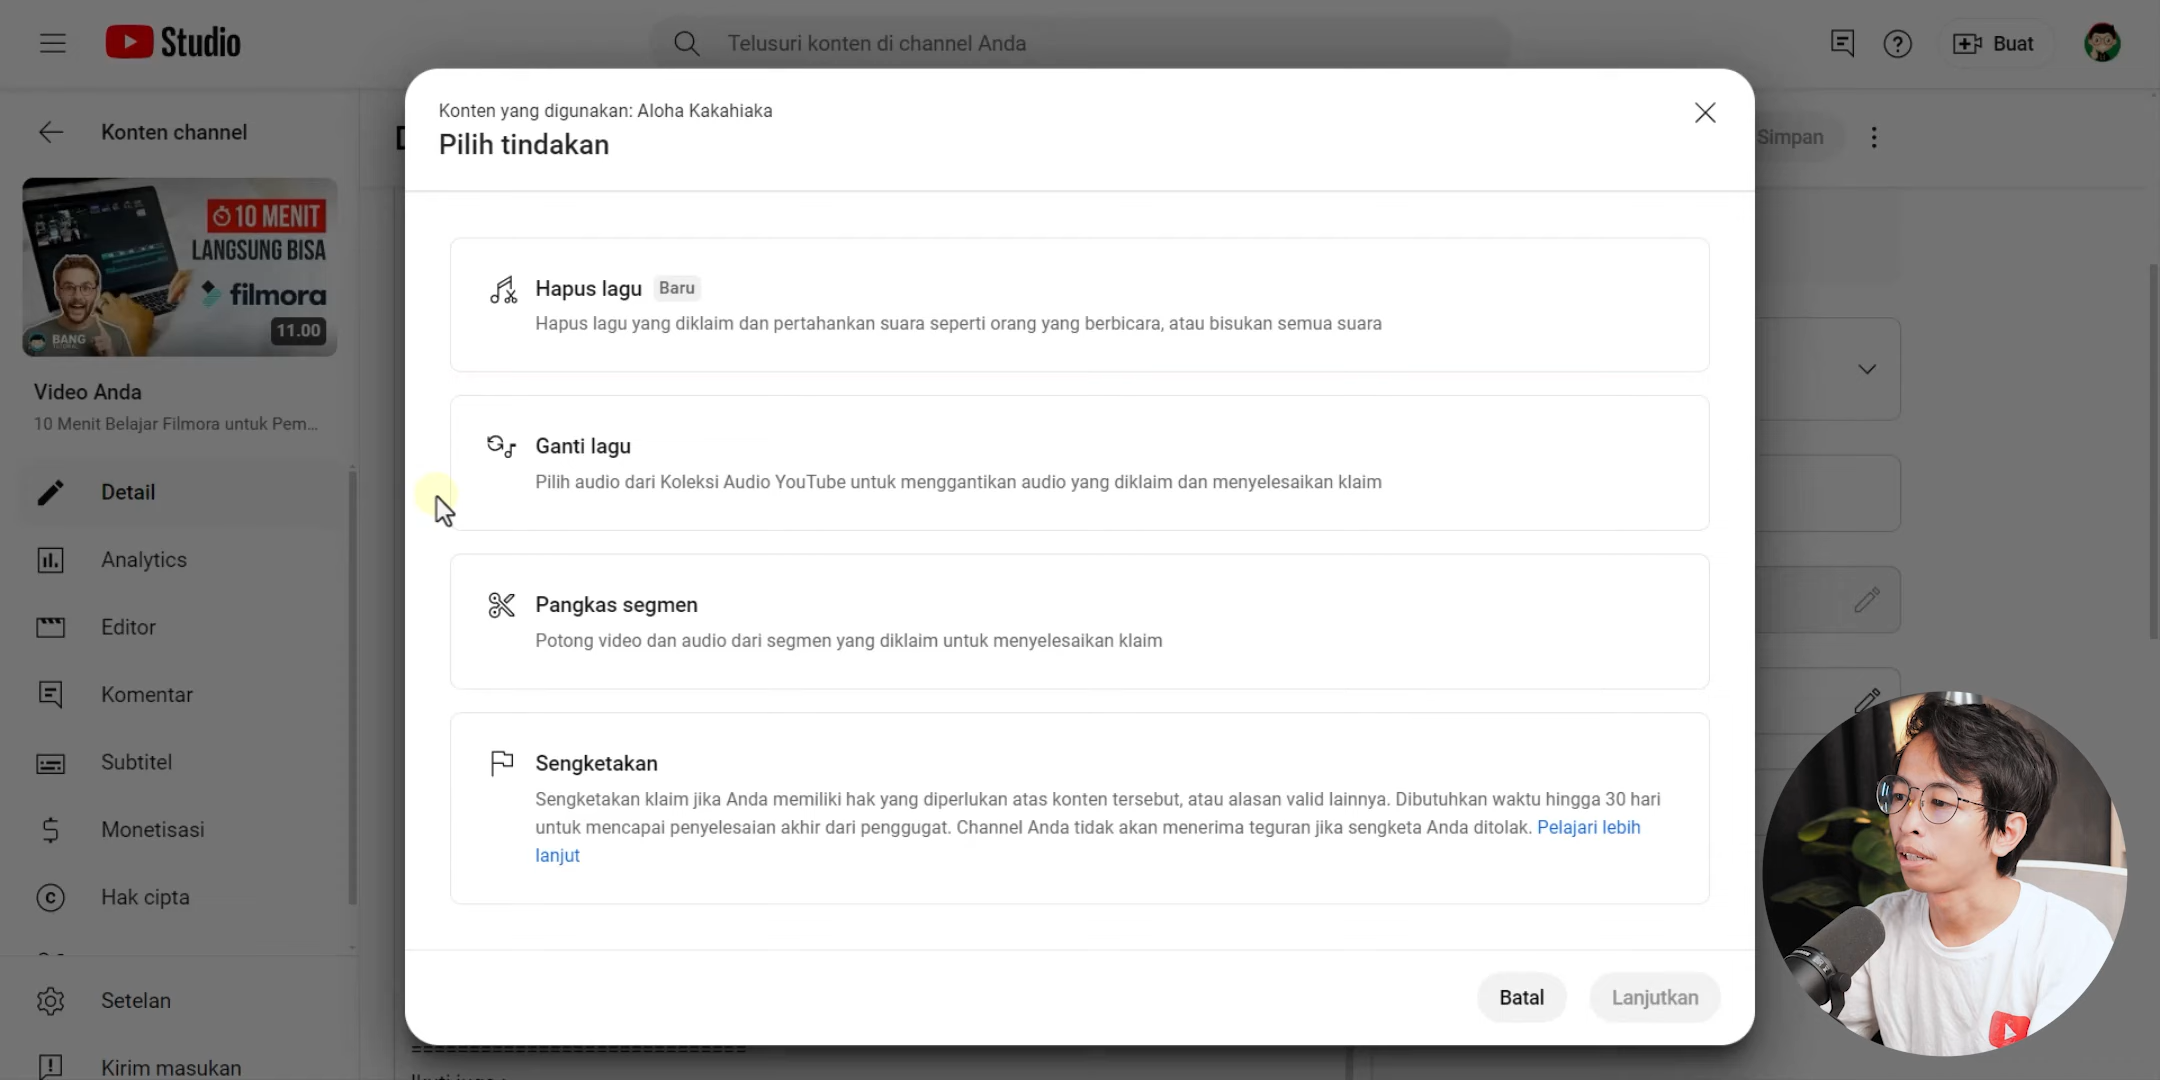 Studio
Telusuri konten di channel Anda
Buat
Konten channel
10 MENIT
LANGSUNG BISA
filmora
11.00
BANG
Video Anda
10 Menit Belajar Filmora untuk Pem...
Detail
Analytics
Editor
Komentar
Subtitel
Monetisasi
Hak cipta
Setelan
Kirim masukan
Simpan
Konten yang digunakan: Aloha Kakahiaka
Pilih tindakan
Hapus lagu Baru
Hapus lagu yang diklaim dan pertahankan suara seperti orang yang berbicara, atau bisukan semua suara
Ganti lagu
Pilih audio dari Koleksi Audio YouTube untuk menggantikan audio yang diklaim dan menyelesaikan klaim
Pangkas segmen
Potong video dan audio dari segmen yang diklaim untuk menyelesaikan klaim
Sengketakan
Sengketakan klaim jika Anda memiliki hak yang diperlukan atas konten tersebut, atau alasan valid lainnya. Dibutuhkan waktu hingga 30 hari
untuk mencapai penyelesaian akhir dari penggugat. Channel Anda tidak akan menerima teguran jika sengketa Anda ditolak. Pelajari lebih
lanjut
Batal
Lanjutkan